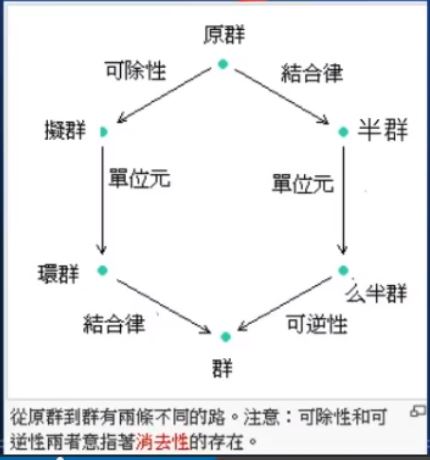 原群
可除性
結合律
擬群
半群
單位元
單位元
環群
么半群
結合律
可逆性
群
從原群到群有兩條不同的路。注意：可除性和可
逆性兩者意指著消去性的存在。